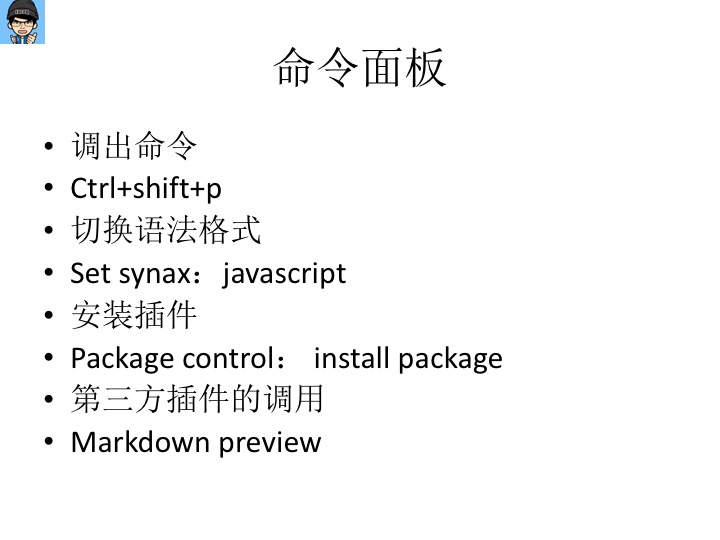 命令面板
• 调出命令
• Ctrl+shift+p
• 切换语法格式
• Set synax：javascript
• 安装插件
• Package control： install package
• 第三方插件的调用
• Markdown preview